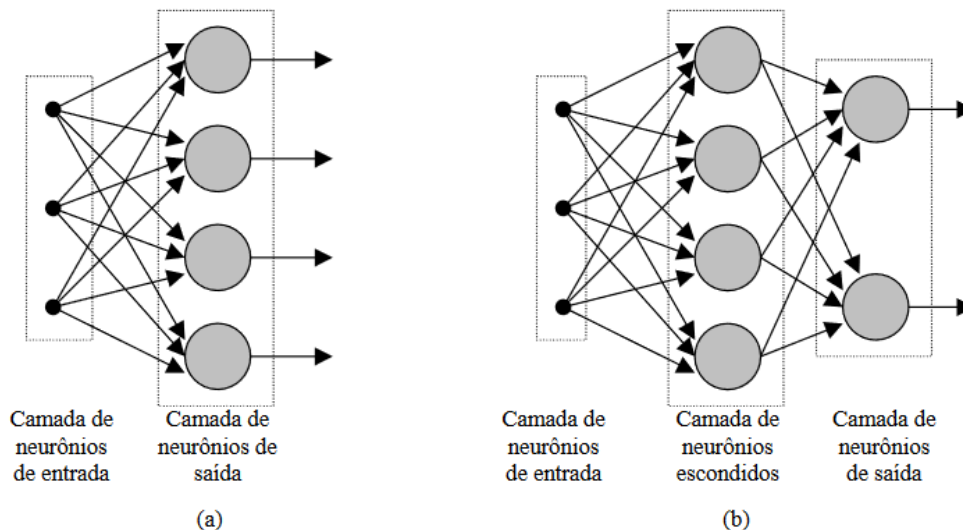 Camada de
neurônios
de entrada
Camada de
neurônios de
saída
(a)
Camada de
neurônios
de entrada
Camada de
neurônios
escondidos
Camada de
neurônios
de saída
(b)